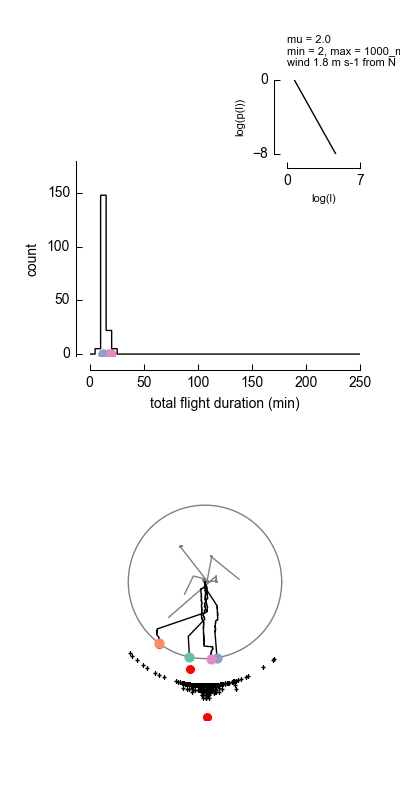 mu = 2.0
min = 2, max = 1000_m
wind 1.8 m s-1 from N
0
log(p(l))
−8
0
7
log(l)
150
100
50
0
count
0
50
100
150
200
250
total flight duration (min)